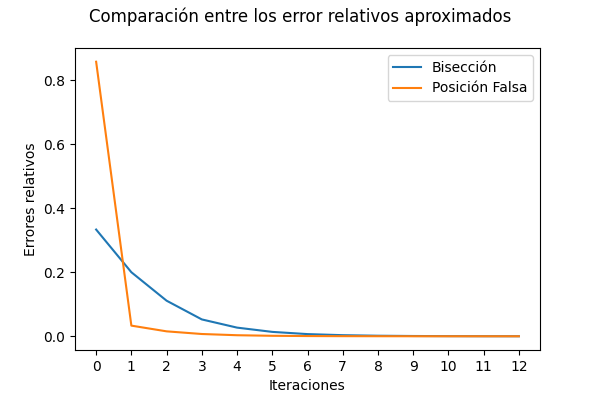 Comparación entre los error relativos aproximados
Bisección
Posición Falsa
Errores relativos
0.8
0.6
0.4
0.2
0.0
0 1 2 3 4 5 6 7 8 9 10 11 12
Iteraciones